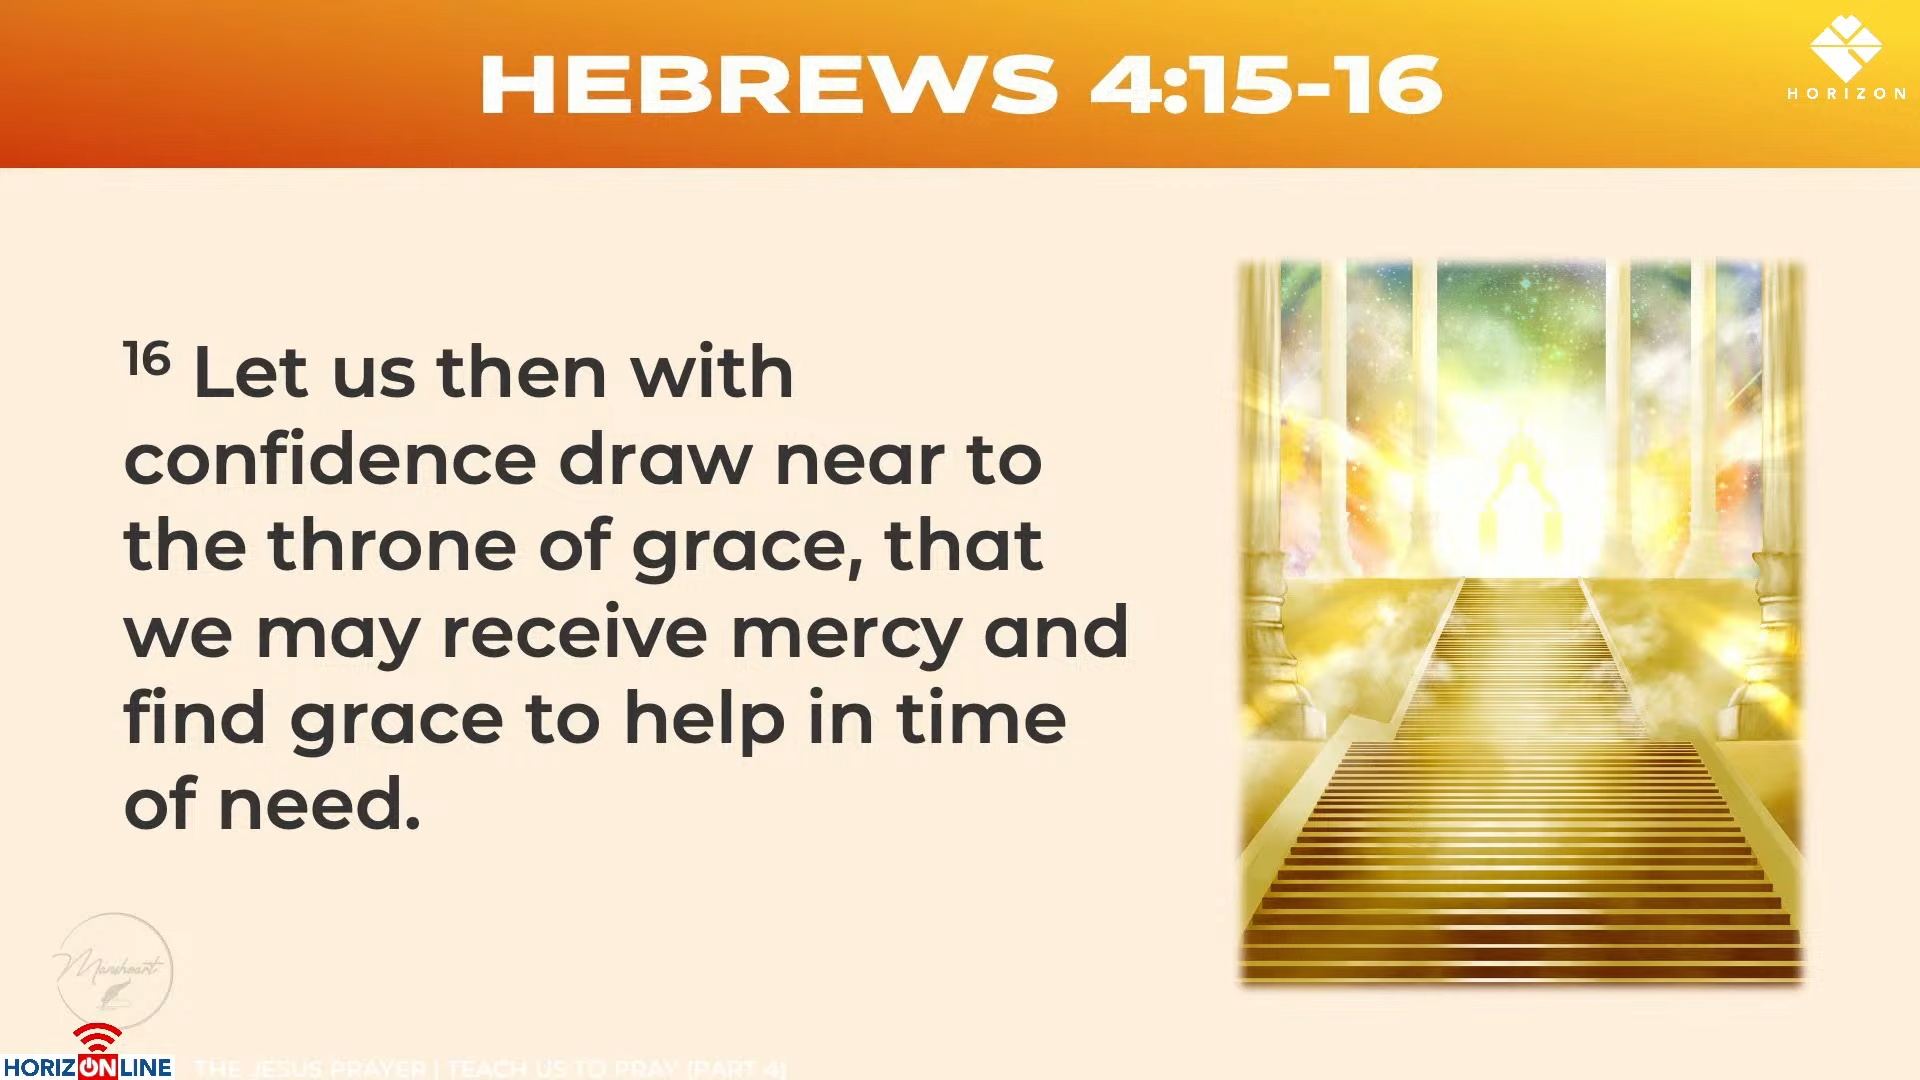 HEBREWS 4:15-16
HORIZON
16 Let us then with
confidence draw near to
the throne of grace, that
we may receive mercy and
find grace to help in time
of need.
Mansheart
HORIZONLINE
THE JESUS PRAYER | TEACH US TO PRAY (PART 4)